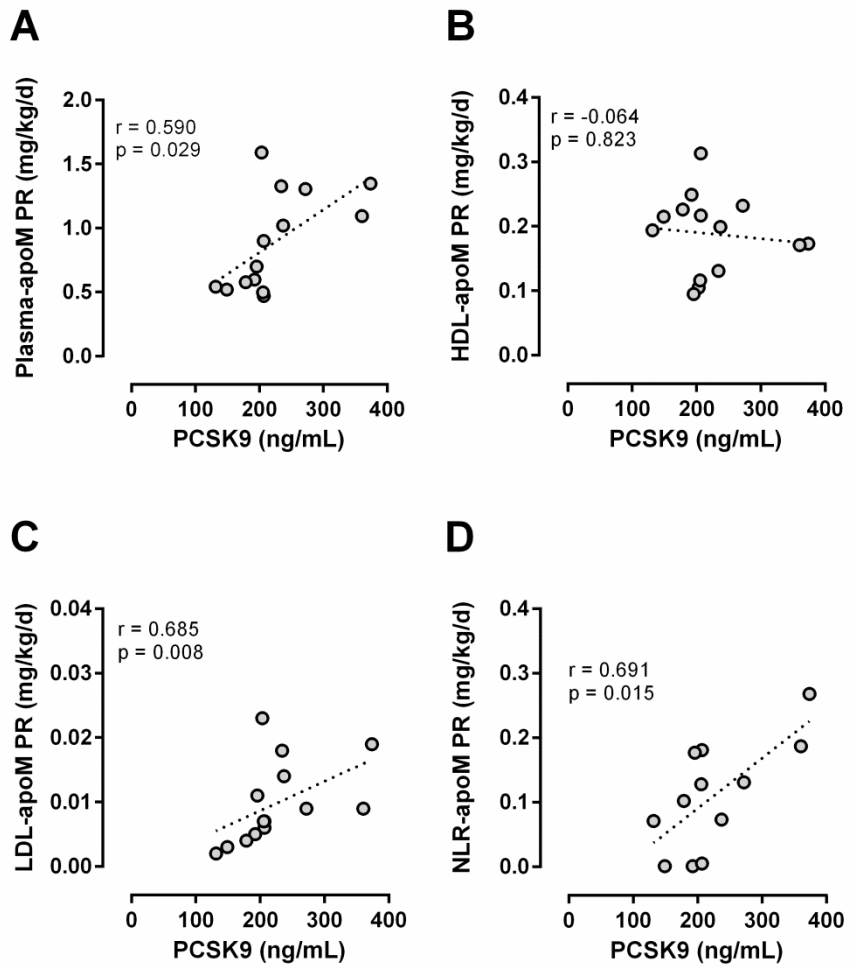 A
Plasma-apoM PR (mg/kg/d)
2.0
1.5
1.0
0.5
0.0
r = 0.590
p = 0.029
0 100 200 300 400
PCSK9 (ng/mL)
B
HDL-apoM PR (mg/kg/d)
0.4
0.3
0.2
0.1
0.0
r = -0.064
p = 0.823
0 100 200 300 400
PCSK9 (ng/mL)
C
LDL-apoM PR (mg/kg/d)
0.04
0.03
0.02
0.01
0.00
r = 0.685
p = 0.008
0 100 200 300 400
PCSK9 (ng/mL)
D
NLR-apoM PR (mg/kg/d)
0.4
0.3
0.2
0.1
0.0
r = 0.691
p = 0.015
0 100 200 300 400
PCSK9 (ng/mL)